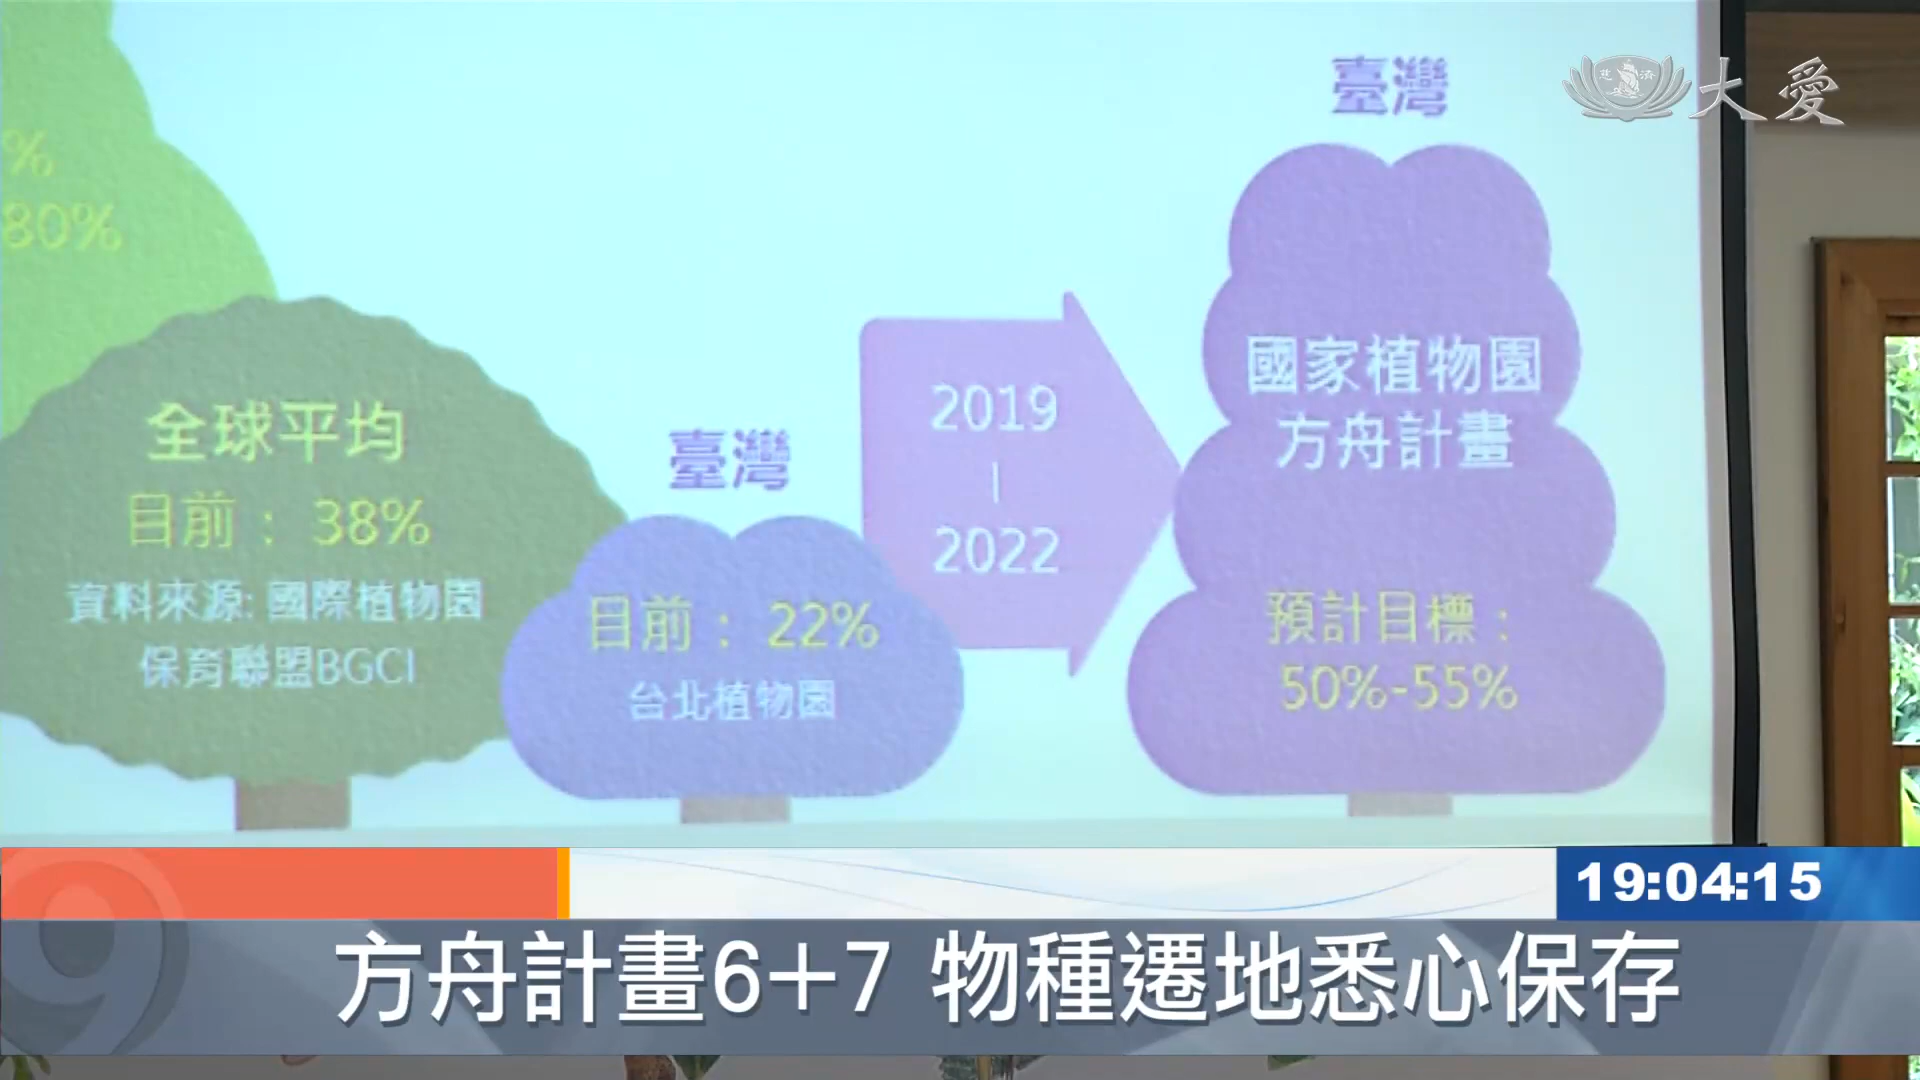 慈濟
大愛
臺灣
%
80%
全球平均
目前：38%
資料來源:國際植物園
保育聯盟BGCI
臺灣
目前：22%
台北植物園
2019
|
2022
國家植物園
方舟計畫
預計目標：
50%-55%
19:04:15
方舟計畫6+7 物種遷地悉心保存